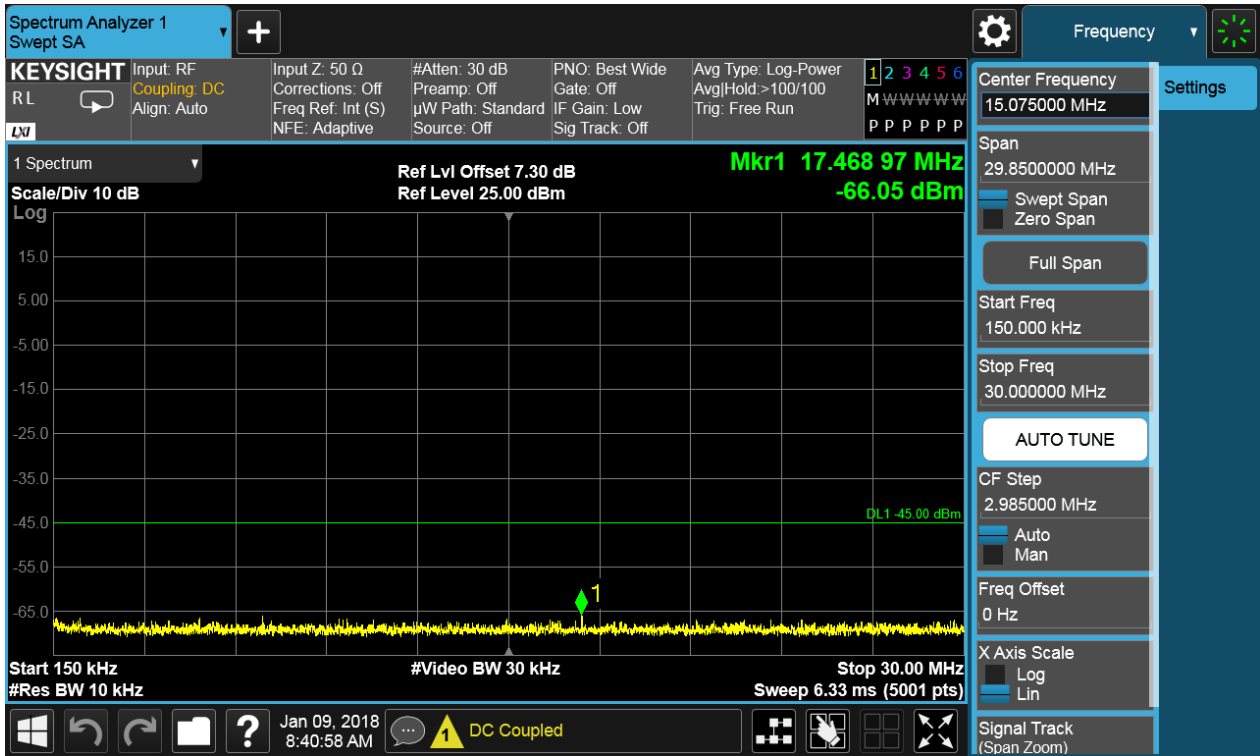 Spectrum Analyzer 1
Swept SA
+
Frequency
KEYSIGHT
RL
LXI
Input: RF
Coupling: DC
Align: Auto
Input Z: 50 Ω
Corrections: Off
Freq Ref: Int (S)
NFE: Adaptive
#Atten: 30 dB
Preamp: Off
µW Path: Standard
Source: Off
PNO: Best Wide
Gate: Off
IF Gain: Low
Sig Track: Off
Avg Type: Log-Power
Avg|Hold:>100/100
Trig: Free Run
1 2 3 4 5 6
M W W W W W
P P P P P P
1 Spectrum
Scale/Div 10 dB
Log
Ref Lvl Offset 7.30 dB
Ref Level 25.00 dBm
Mkr1 17.468 97 MHz
-66.05 dBm
15.0
5.00
-5.00
-15.0
-25.0
-35.0
-45.0
-55.0
-65.0
DL1 -45.00 dBm
1
Start 150 kHz
#Res BW 10 kHz
#Video BW 30 kHz
Stop 30.00 MHz
Sweep 6.33 ms (5001 pts)
Center Frequency
15.075000 MHz
Span
29.8500000 MHz
Swept Span
Zero Span
Full Span
Start Freq
150.000 kHz
Stop Freq
30.000000 MHz
AUTO TUNE
CF Step
2.985000 MHz
Auto
Man
Freq Offset
0 Hz
X Axis Scale
Log
Lin
Signal Track
(Span Zoom)
Settings
?
Jan 09, 2018
8:40:58 AM
1
DC Coupled